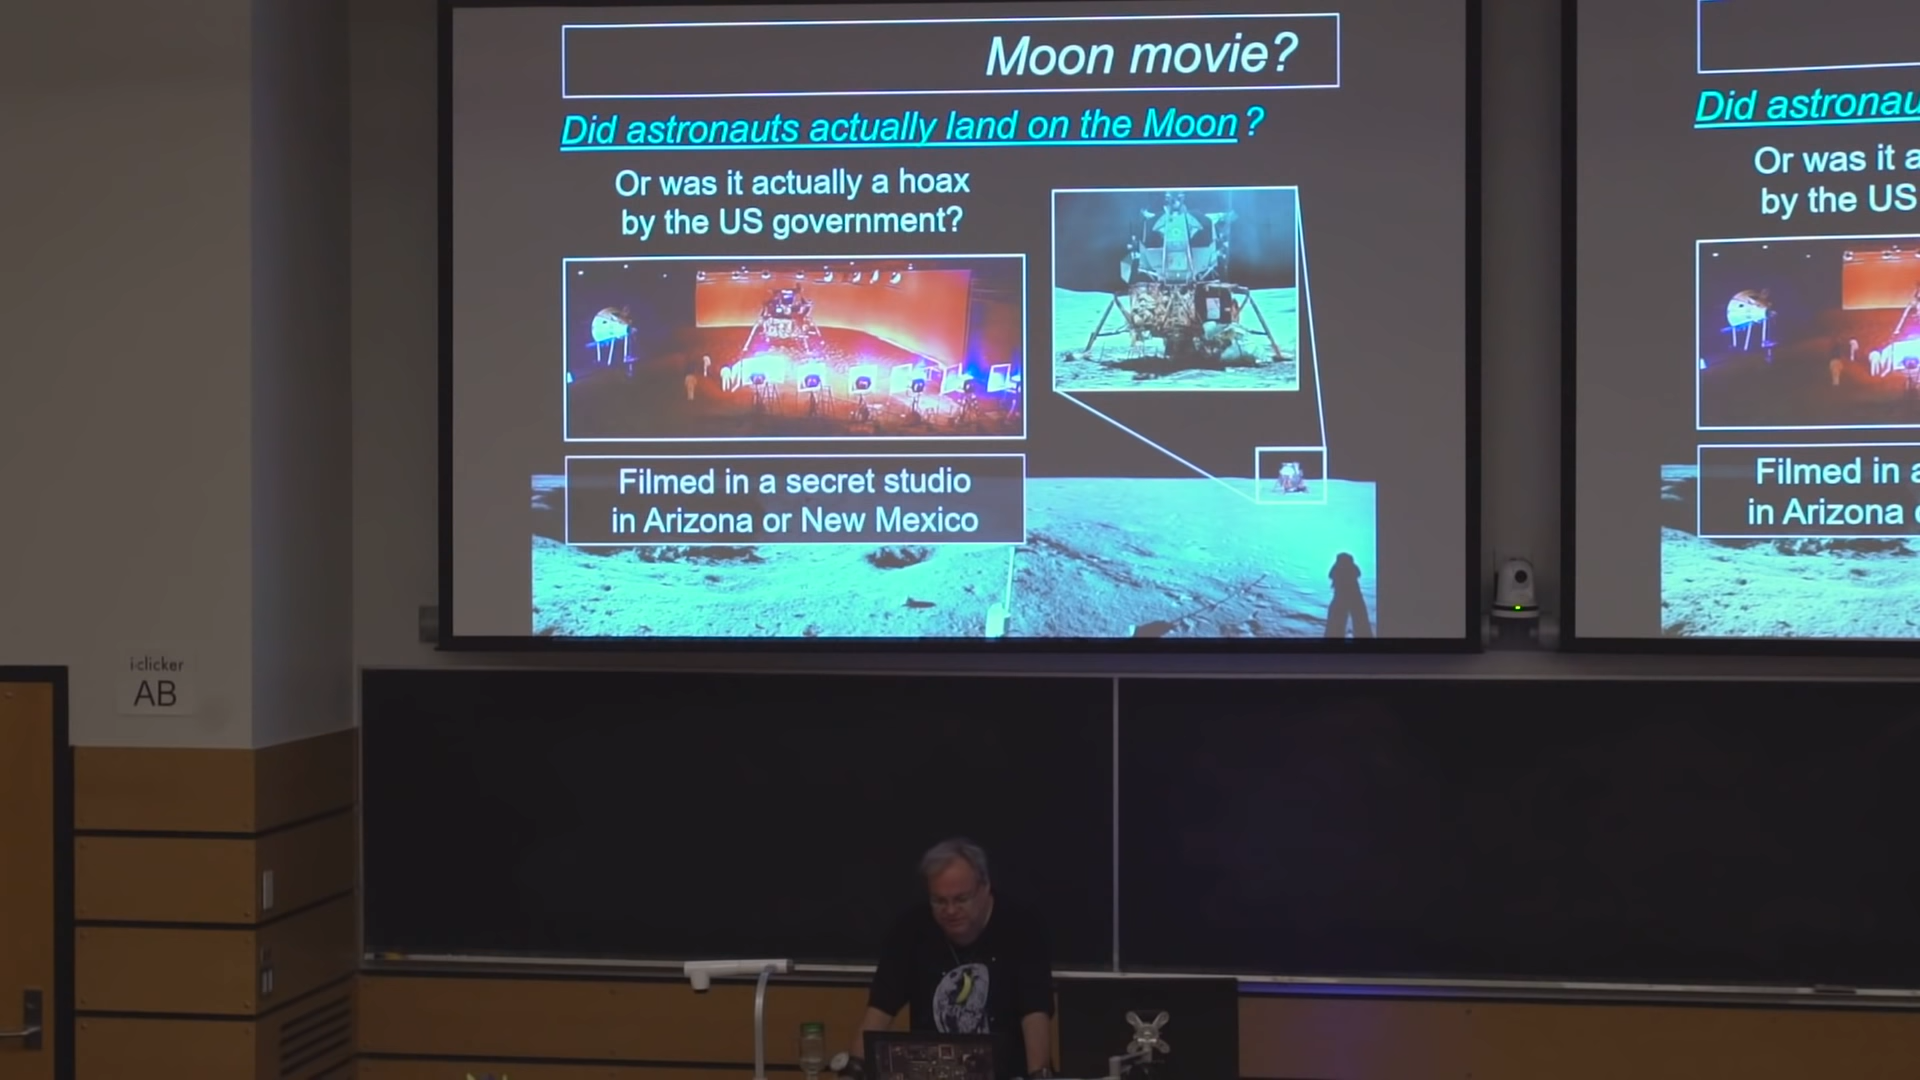 Moon movie?
Did astronauts actually land on the Moon?
Or was it actually a hoax
by the US government?
Filmed in a secret studio
in Arizona or New Mexico
Did astronau
Or was it a
by the US
Filmed in a
in Arizona
i-clicker
AB